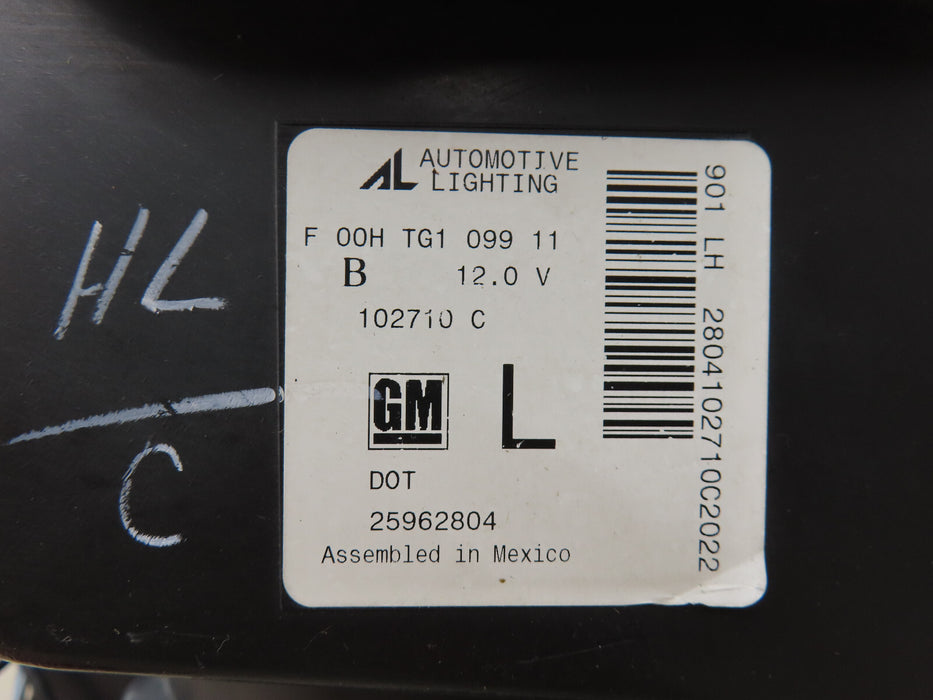 HL
C
AL AUTOMOTIVE
LIGHTING
F 00H TG1 099 11
B 12.0 V
102710 C
GM L
DOT
25962804
Assembled in Mexico
901 LH 2804102710C2022